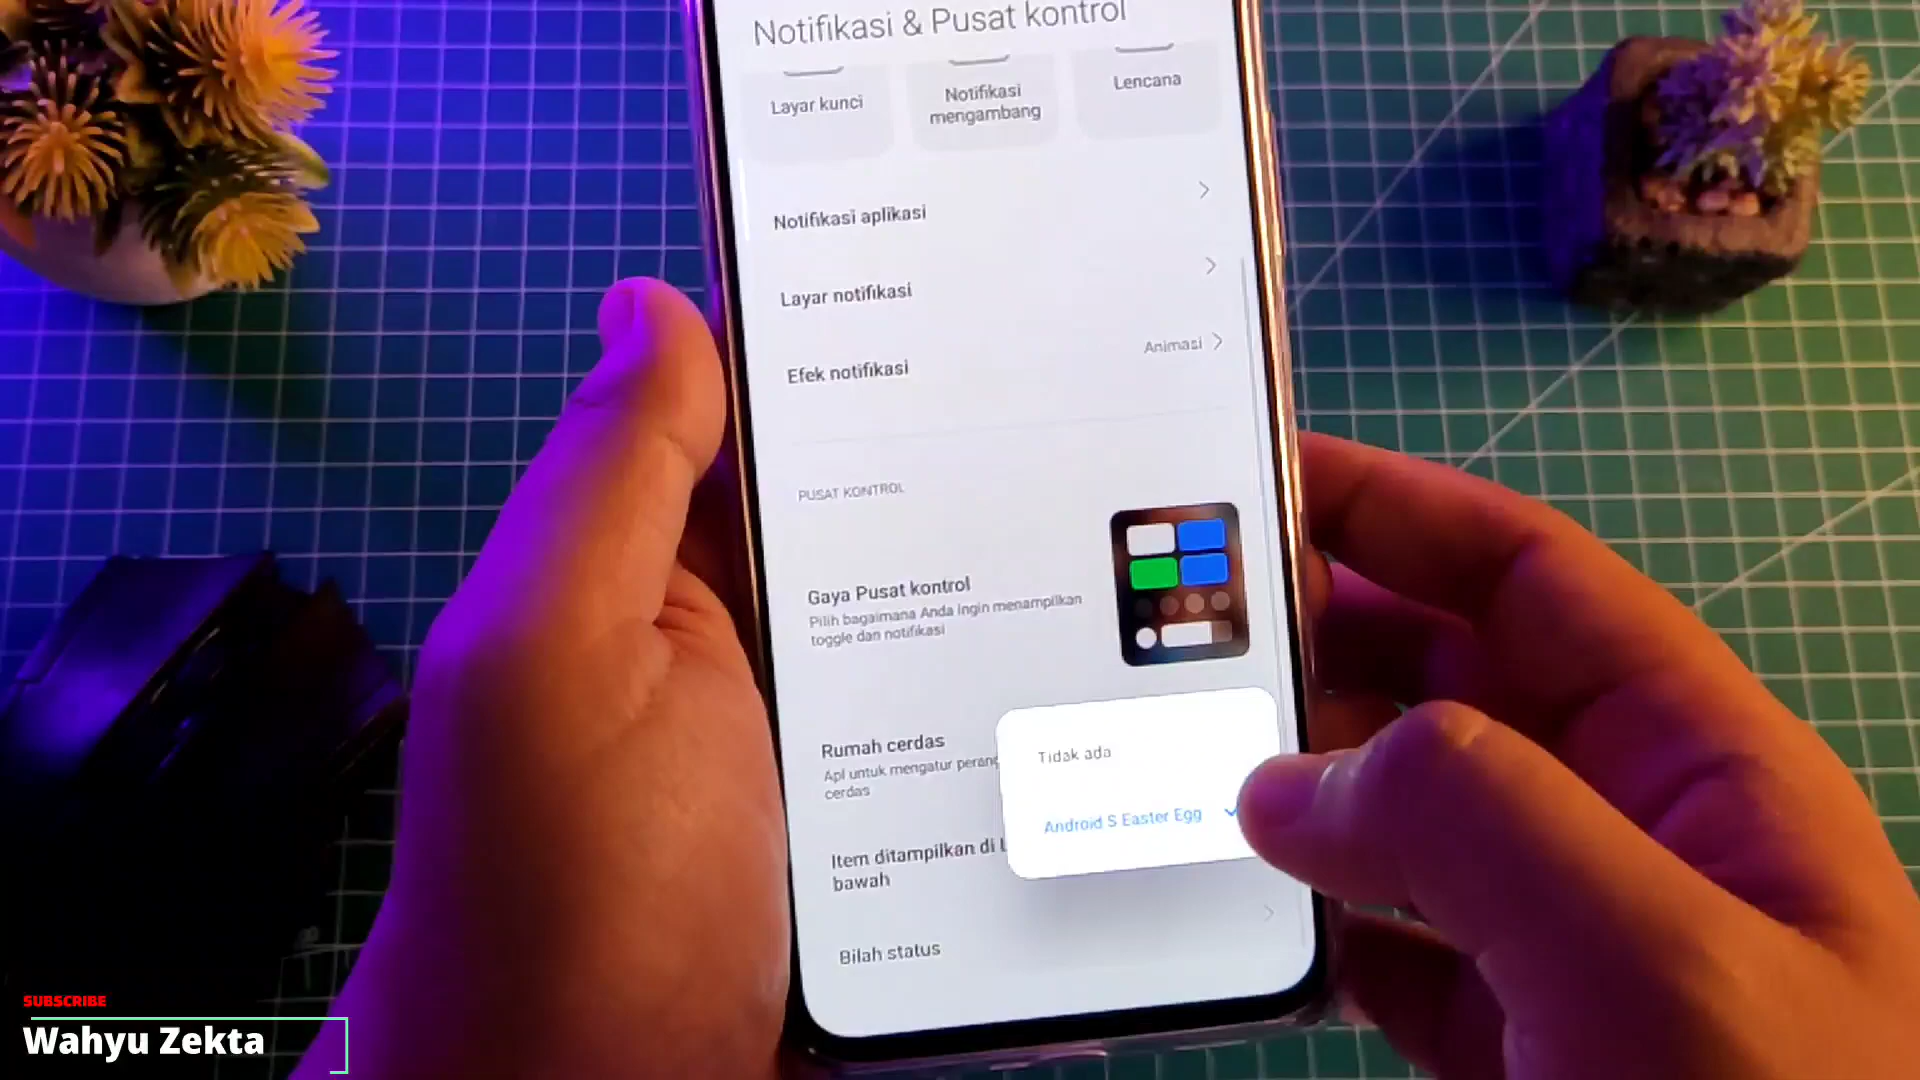 Notifikasi & Pusat kontrol
Layar kunci
Notifikasi
mengambang
Lencana
Notifikasi aplikasi
Layar notifikasi
Efek notifikasi
Animasi
PUSAT KONTROL
Gaya Pusat kontrol
Pilih bagaimana Anda ingin menampilkan
toggle dan notifikasi
Rumah cerdas
Apl untuk mengatur perang
cerdas
Tidak ada
Android S Easter Egg
Item ditampilkan di
bawah
Bilah status
SUBSCRIBE
Wahyu Zekta